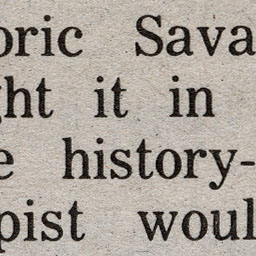 oric Sava
ght it in
e history-
pist woul